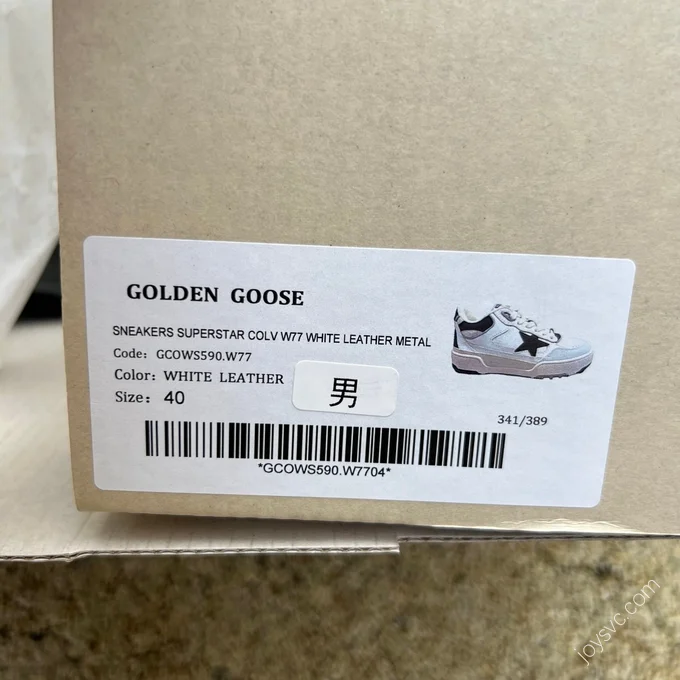 GOLDEN GOOSE
SNEAKERS SUPERSTAR COLV W77 WHITE LEATHER METAL
Code: GCOWS590.W77
Color: WHITE LEATHER
男
Size: 40
341/389
*GCOWS590.W7704*
joysvc.com